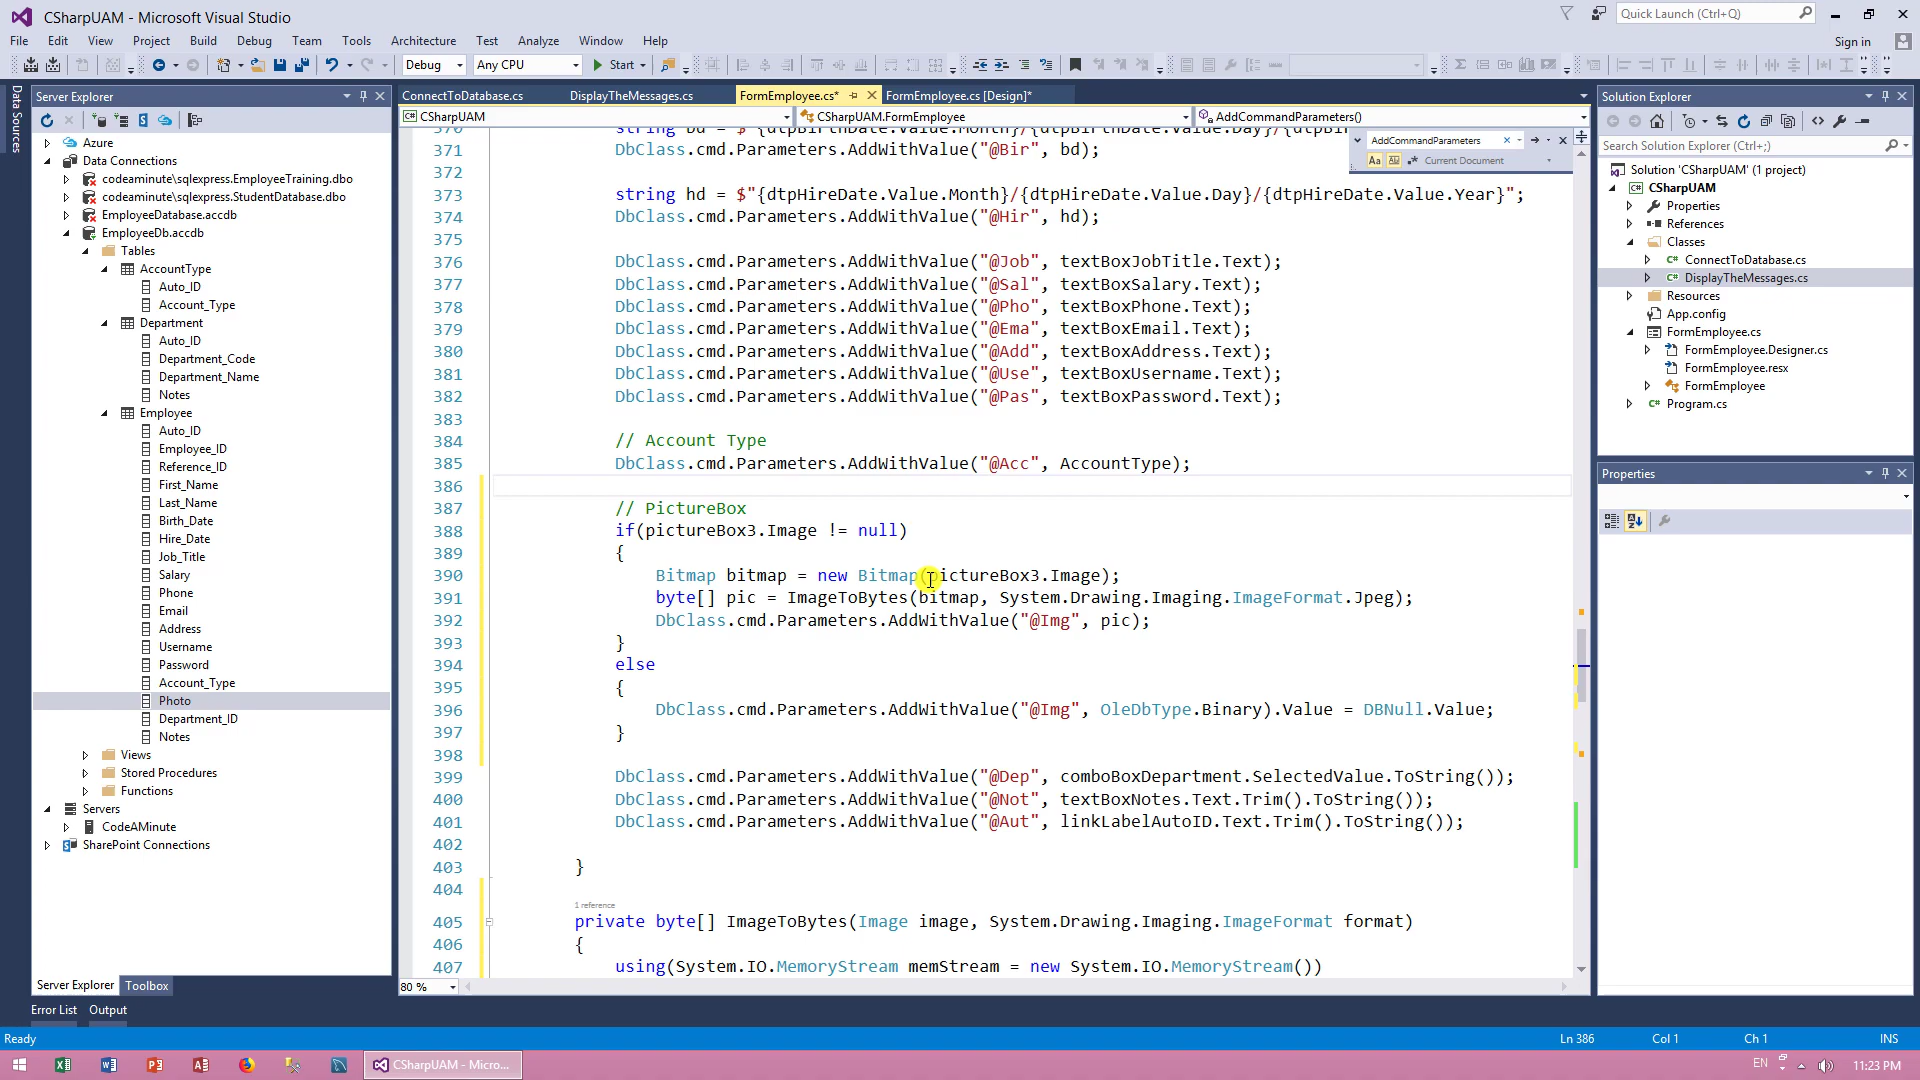 CSharpUAM - Microsoft Visual Studio
Quick Launch (Ctrl+Q)
File Edit View Project Build Debug Team Tools Architecture Test Analyze Window Help
Sign in
Debug Any CPU Start
Data Sources
Server Explorer
Azure
Data Connections
codeaminute\sqlexpress.EmployeeTraining.dbo
codeaminute\sqlexpress.StudentDatabase.dbo
EmployeeDatabase.accdb
EmployeeDb.accdb
Tables
AccountType
Auto_ID
Account_Type
Department
Auto_ID
Department_Code
Department_Name
Notes
Employee
Auto_ID
Employee_ID
Reference_ID
First_Name
Last_Name
Birth_Date
Hire_Date
Job_Title
Salary
Phone
Email
Address
Username
Password
Account_Type
Photo
Department_ID
Notes
Views
Stored Procedures
Functions
Servers
CodeAMinute
SharePoint Connections
Server Explorer Toolbox
Error List Output
ConnectToDatabase.cs DisplayTheMessages.cs FormEmployee.cs* FormEmployee.cs [Design]*
CSharpUAM CSharpUAM.FormEmployee AddCommandParameters()
AddCommandParameters
Current Document
370 string bd = $"{dtpBirthDate.Value.Month}/{dtpBirthDate.Value.Day}/{dtpBir
371 DbClass.cmd.Parameters.AddWithValue("@Bir", bd);
372
373 string hd = $"{dtpHireDate.Value.Month}/{dtpHireDate.Value.Day}/{dtpHireDate.Value.Year}";
374 DbClass.cmd.Parameters.AddWithValue("@Hir", hd);
375
376 DbClass.cmd.Parameters.AddWithValue("@Job", textBoxJobTitle.Text);
377 DbClass.cmd.Parameters.AddWithValue("@Sal", textBoxSalary.Text);
378 DbClass.cmd.Parameters.AddWithValue("@Pho", textBoxPhone.Text);
379 DbClass.cmd.Parameters.AddWithValue("@Ema", textBoxEmail.Text);
380 DbClass.cmd.Parameters.AddWithValue("@Add", textBoxAddress.Text);
381 DbClass.cmd.Parameters.AddWithValue("@Use", textBoxUsername.Text);
382 DbClass.cmd.Parameters.AddWithValue("@Pas", textBoxPassword.Text);
383
384 // Account Type
385 DbClass.cmd.Parameters.AddWithValue("@Acc", AccountType);
386
387 // PictureBox
388 if(pictureBox3.Image != null)
389 {
390 Bitmap bitmap = new Bitmap(pictureBox3.Image);
391 byte[] pic = ImageToBytes(bitmap, System.Drawing.Imaging.ImageFormat.Jpeg);
392 DbClass.cmd.Parameters.AddWithValue("@Img", pic);
393 }
394 else
395 {
396 DbClass.cmd.Parameters.AddWithValue("@Img", OleDbType.Binary).Value = DBNull.Value;
397 }
398
399 DbClass.cmd.Parameters.AddWithValue("@Dep", comboBoxDepartment.SelectedValue.ToString());
400 DbClass.cmd.Parameters.AddWithValue("@Not", textBoxNotes.Text.Trim().ToString());
401 DbClass.cmd.Parameters.AddWithValue("@Aut", linkLabelAutoID.Text.Trim().ToString());
402
403 }
404
1 reference
405 private byte[] ImageToBytes(Image image, System.Drawing.Imaging.ImageFormat format)
406 {
407 using(System.IO.MemoryStream memStream = new System.IO.MemoryStream())
80 %
Solution Explorer
Search Solution Explorer (Ctrl+;)
Solution 'CSharpUAM' (1 project)
CSharpUAM
Properties
References
Classes
ConnectToDatabase.cs
DisplayTheMessages.cs
Resources
App.config
FormEmployee.cs
FormEmployee.Designer.cs
FormEmployee.resx
FormEmployee
Program.cs
Properties
Ready Ln 386 Col 1 Ch 1 INS
CSharpUAM - Micro... EN 11:23 PM